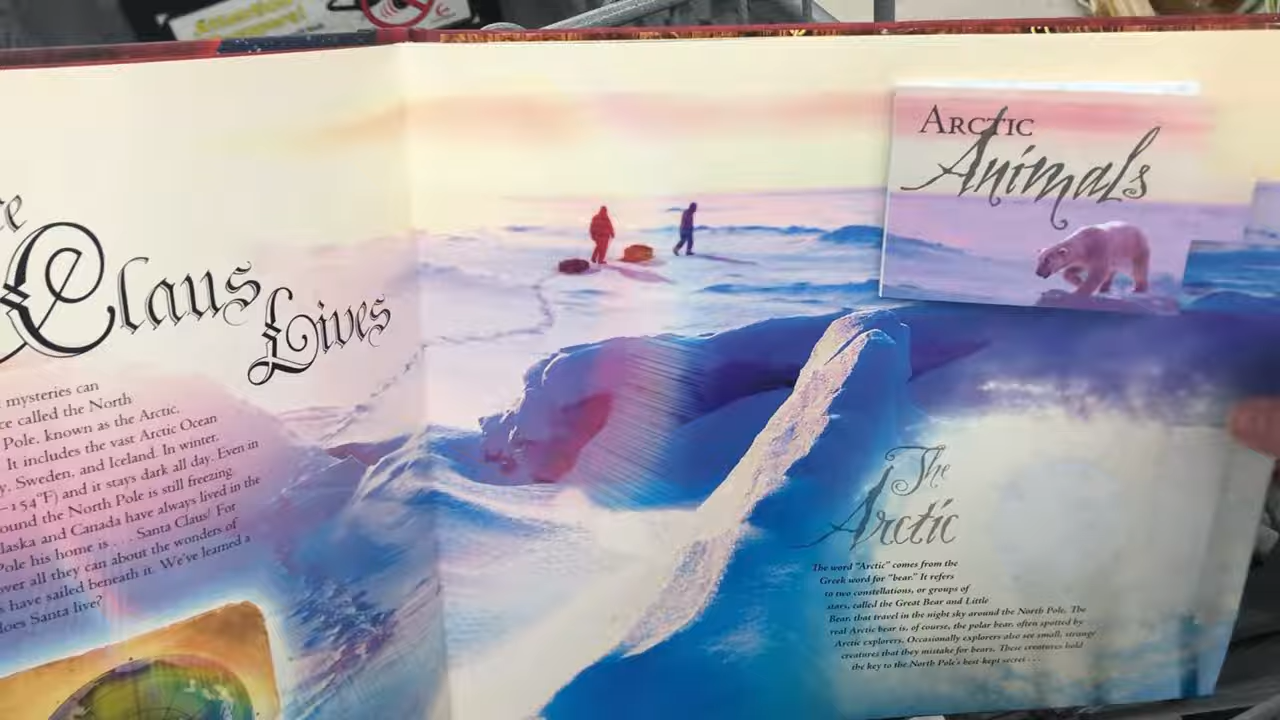 Claus
Lives
mysteries can
ce called the North
Pole, known as the Arctic.
It includes the vast Arctic Ocean
y, Sweden, and Iceland. In winter,
–154°F) and it stays dark all day. Even in
ound the North Pole is still freezing
laska and Canada have always lived in the
Pole his home is . . . Santa Claus! For
over all they can about the wonders of
s have sailed beneath it. We've learned a
does Santa live?
Arctic
Animals
The
Arctic
The word "Arctic" comes from the
Greek word for "bear." It refers
to two constellations, or groups of
stars, called the Great Bear and Little
Bear, that travel in the night sky around the North Pole. The
real Arctic bear is, of course, the polar bear, often spotted by
Arctic explorers. Occasionally explorers also see small, strange
creatures that they mistake for bears. These creatures hold
the key to the North Pole's best-kept secret . . .